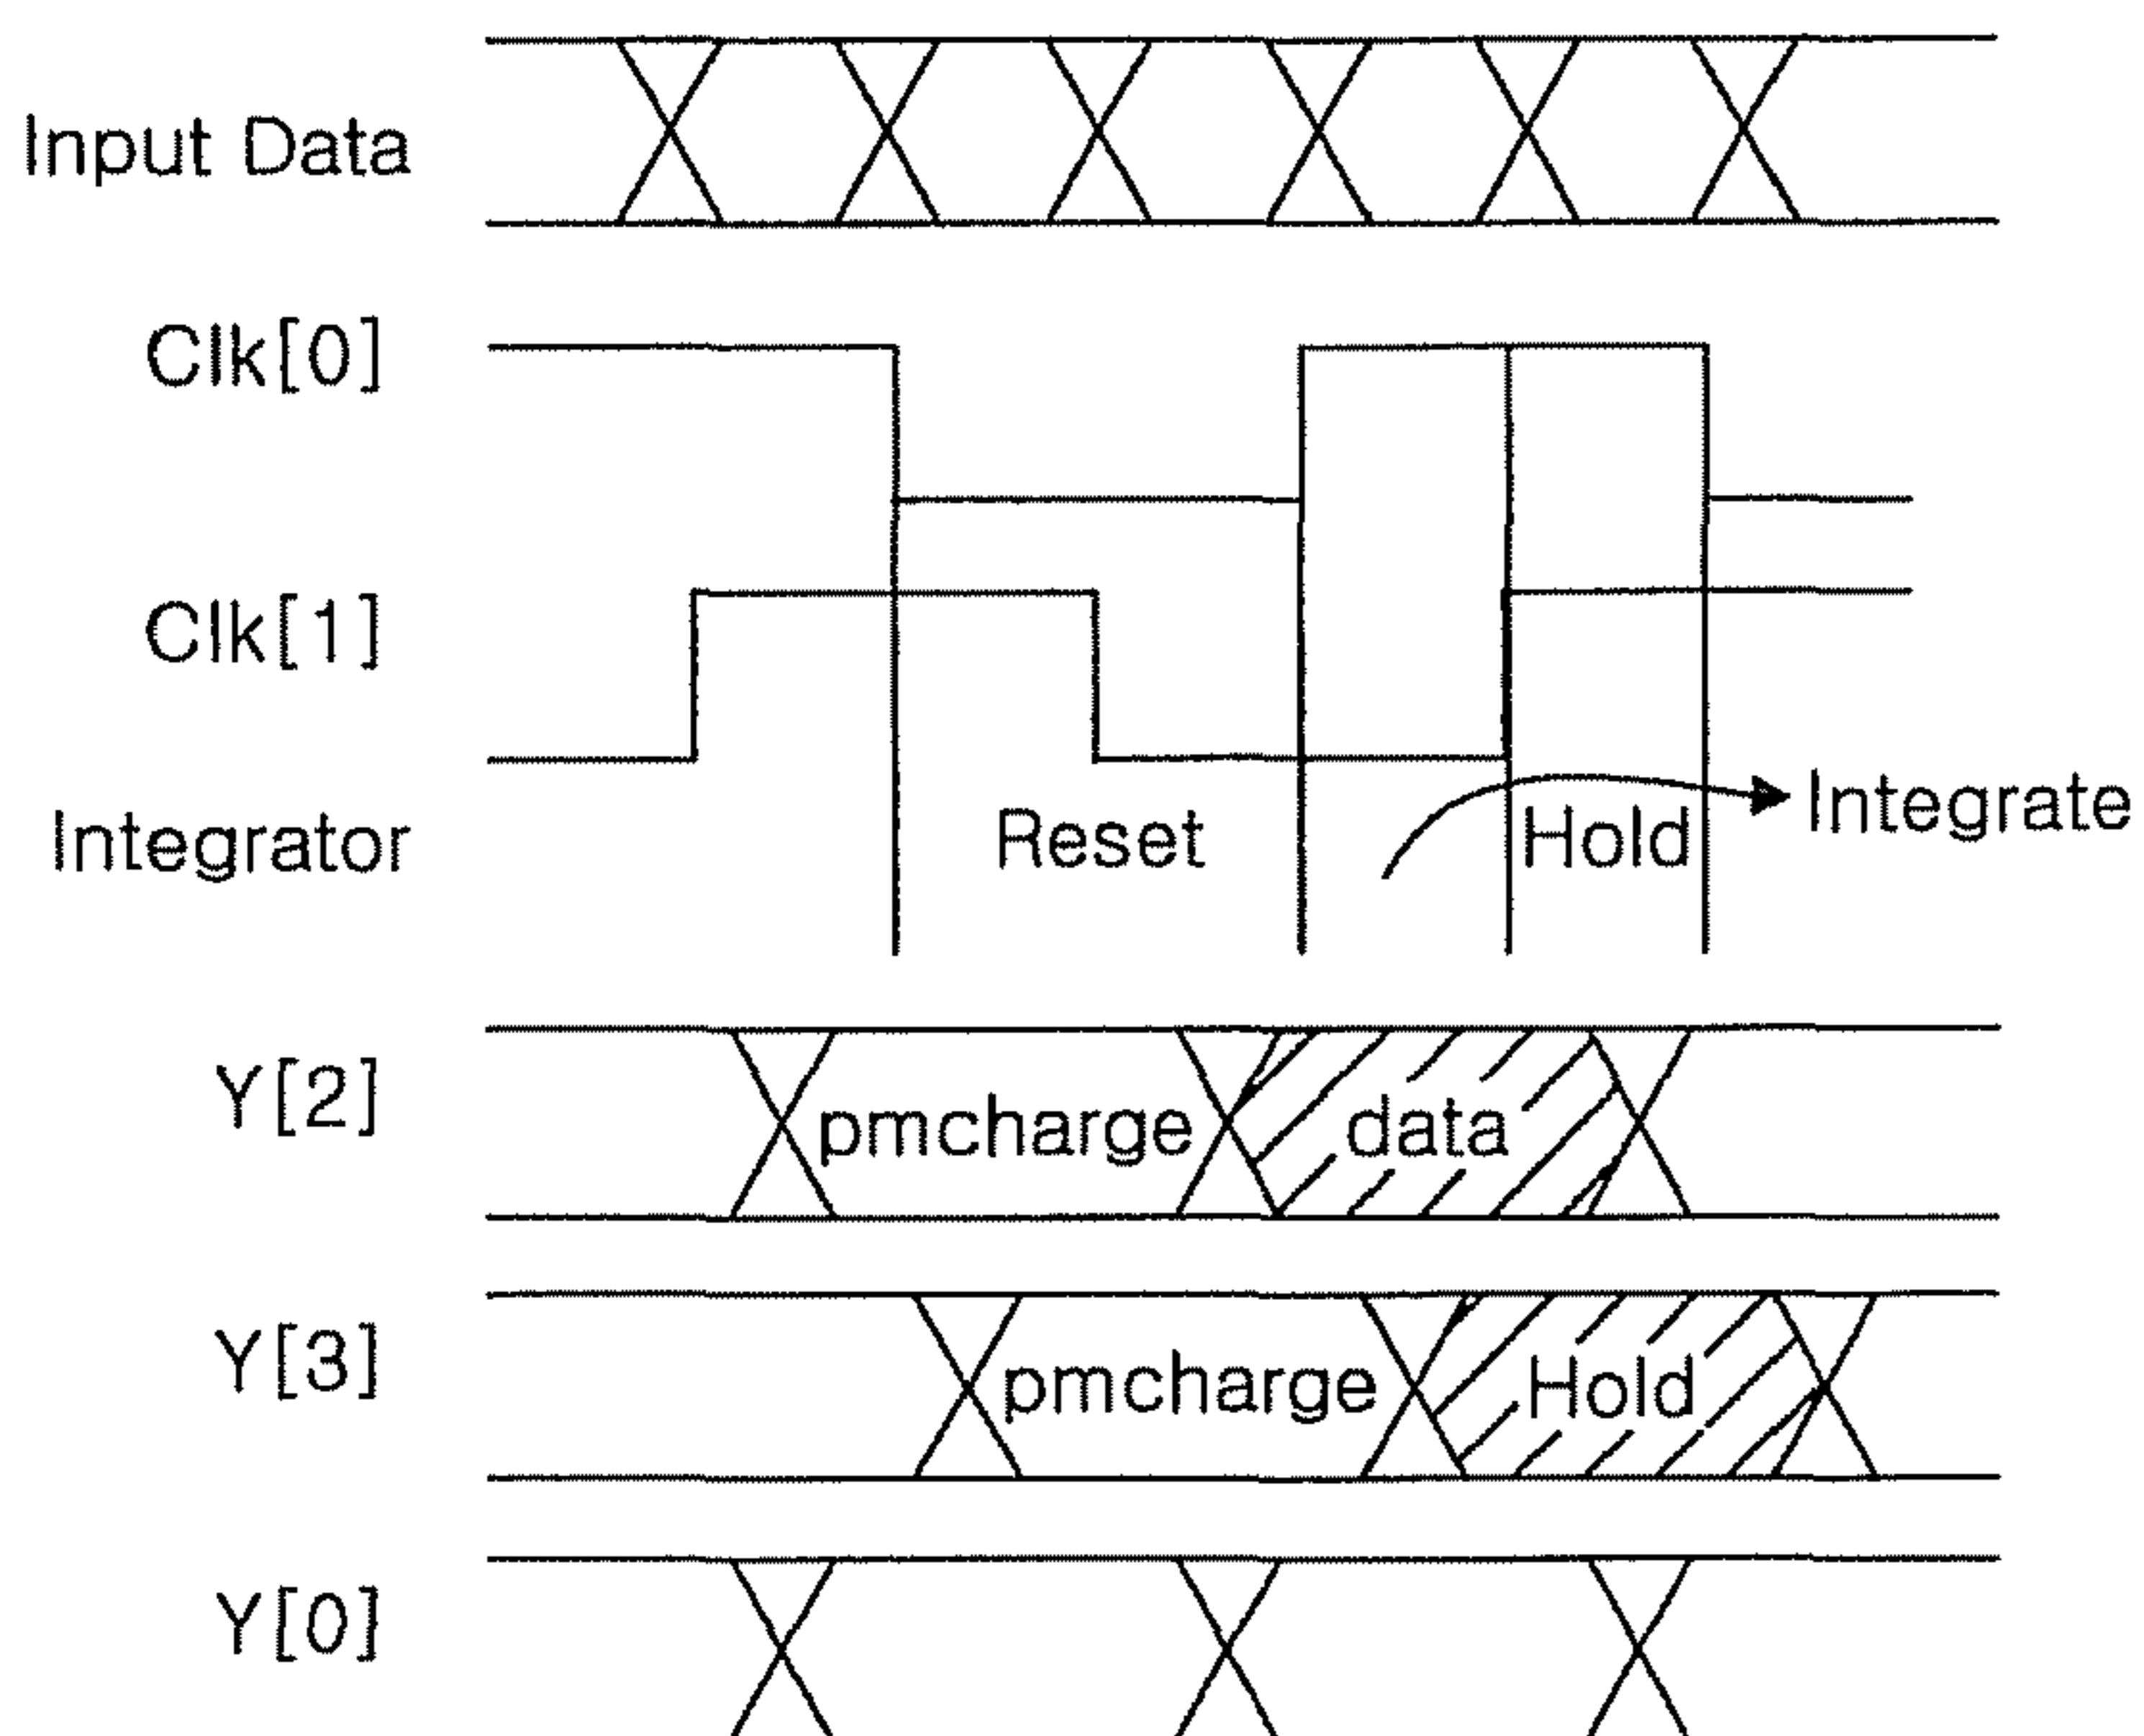 Input Data
Clk[0]
Clk[1]
Integrator Reset Hold Integrate
Y[2] pmcharge data
Y[3] pmcharge Hold
Y[0]